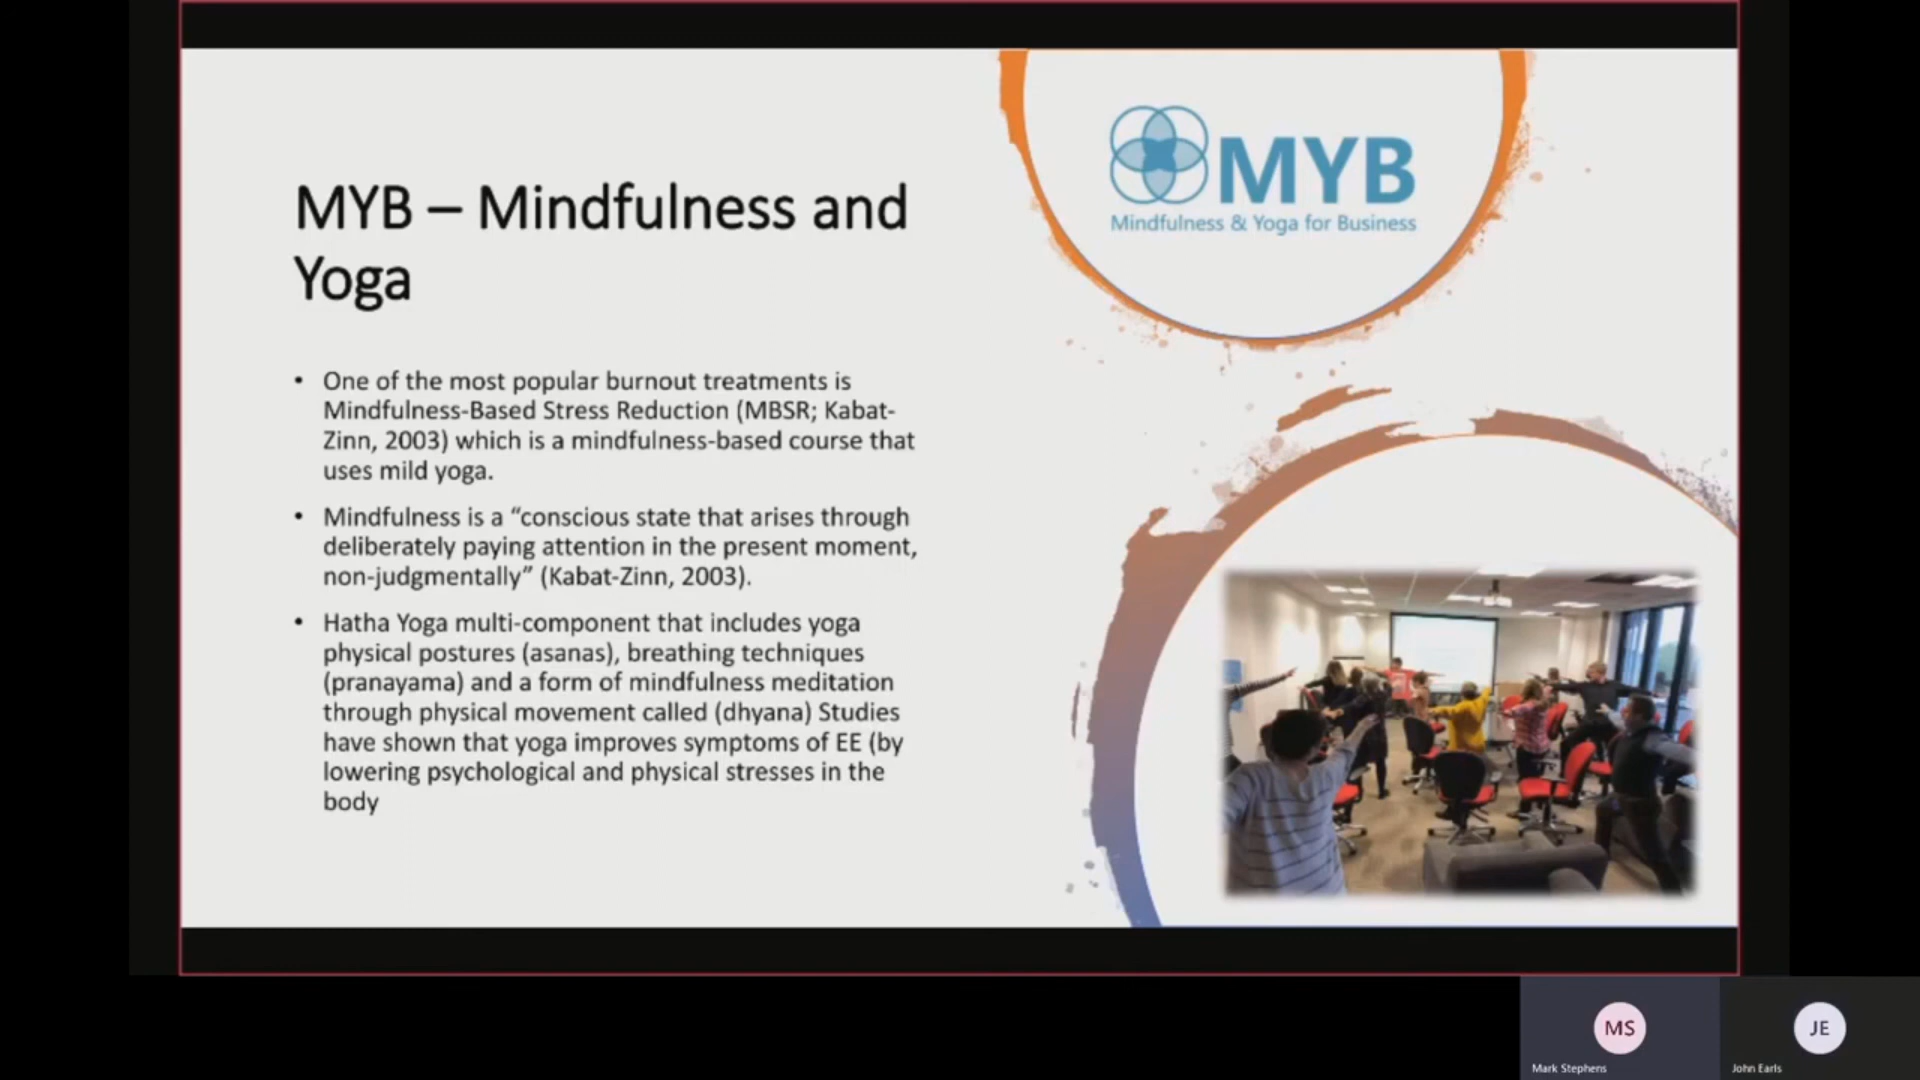 MYB
Mindfulness & Yoga for Business
MYB – Mindfulness and
Yoga
• One of the most popular burnout treatments is
Mindfulness-Based Stress Reduction (MBSR; Kabat-
Zinn, 2003) which is a mindfulness-based course that
uses mild yoga.
• Mindfulness is a “conscious state that arises through
deliberately paying attention in the present moment,
non-judgmentally” (Kabat-Zinn, 2003).
• Hatha Yoga multi-component that includes yoga
physical postures (asanas), breathing techniques
(pranayama) and a form of mindfulness meditation
through physical movement called (dhyana) Studies
have shown that yoga improves symptoms of EE (by
lowering psychological and physical stresses in the
body
MS
Mark Stephens
JE
John Earls